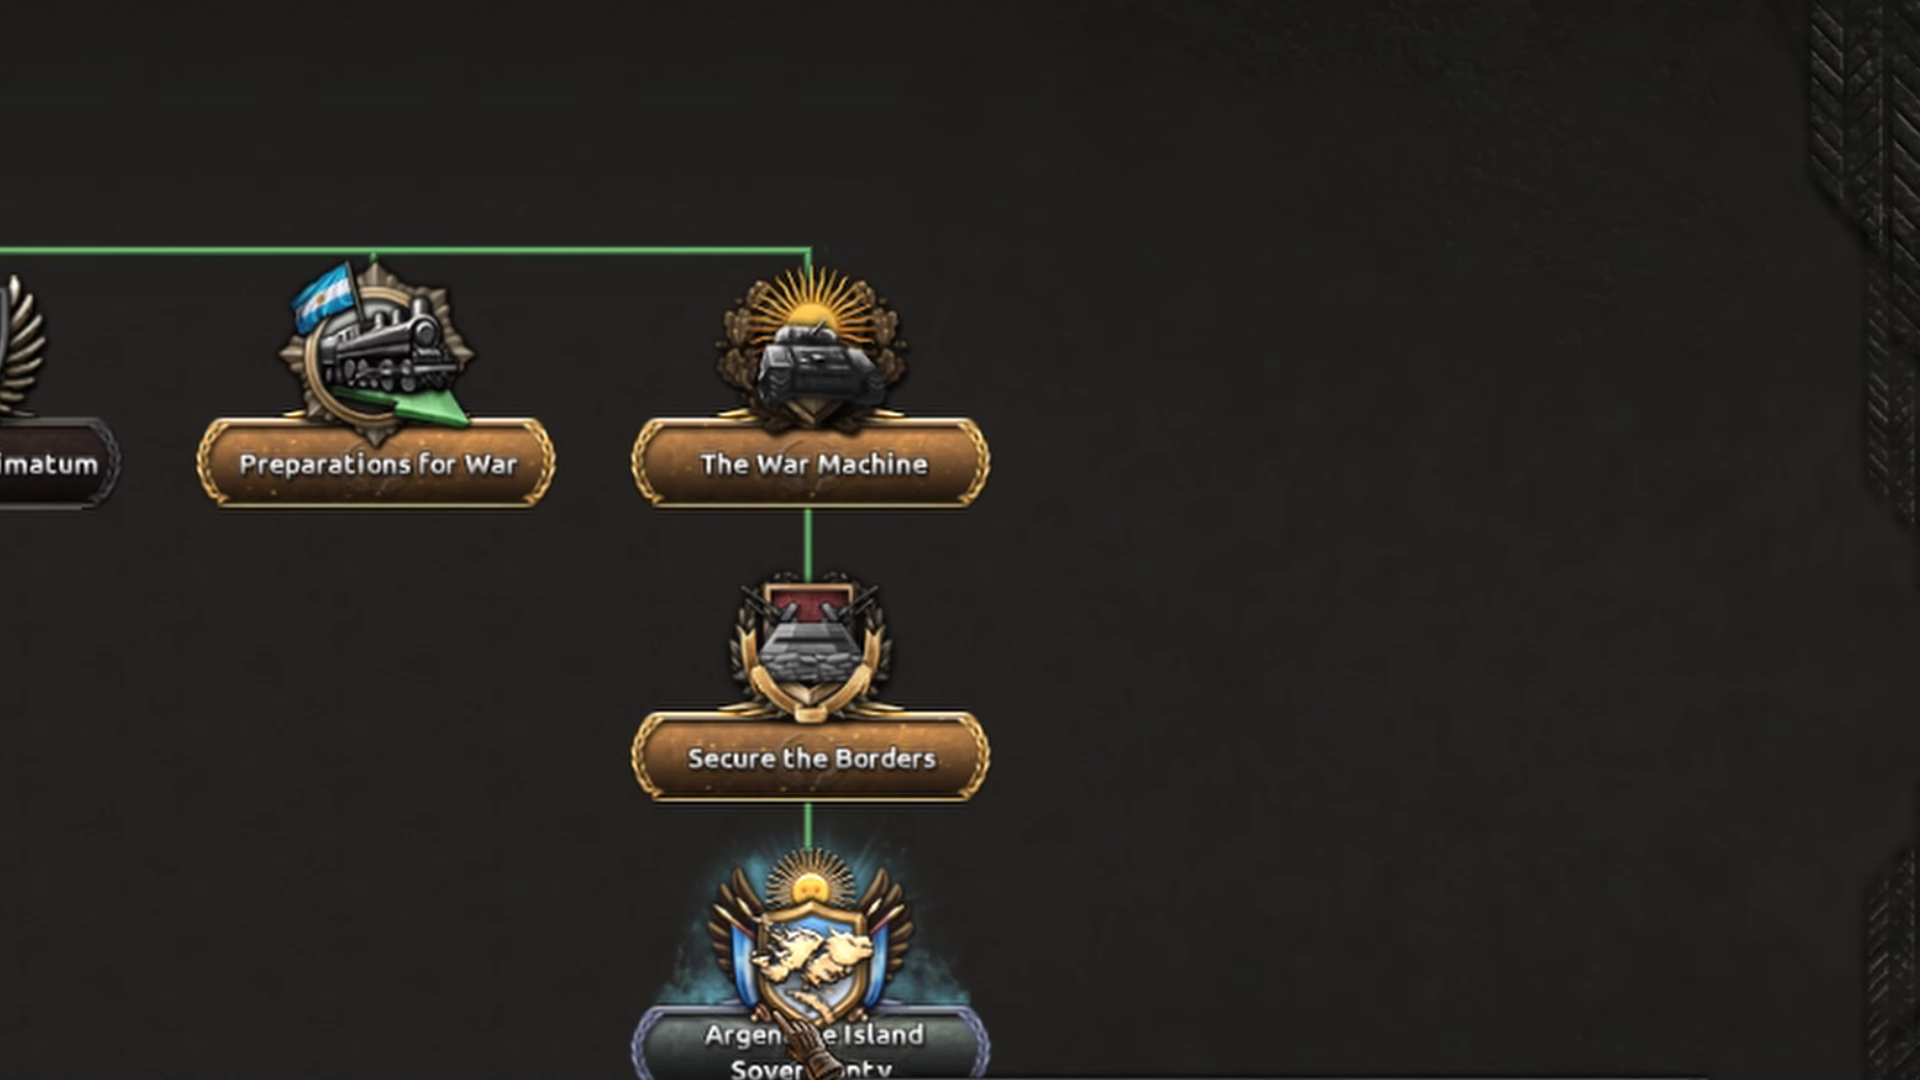 imatum
Preparations for War
The War Machine
Secure the Borders
Island